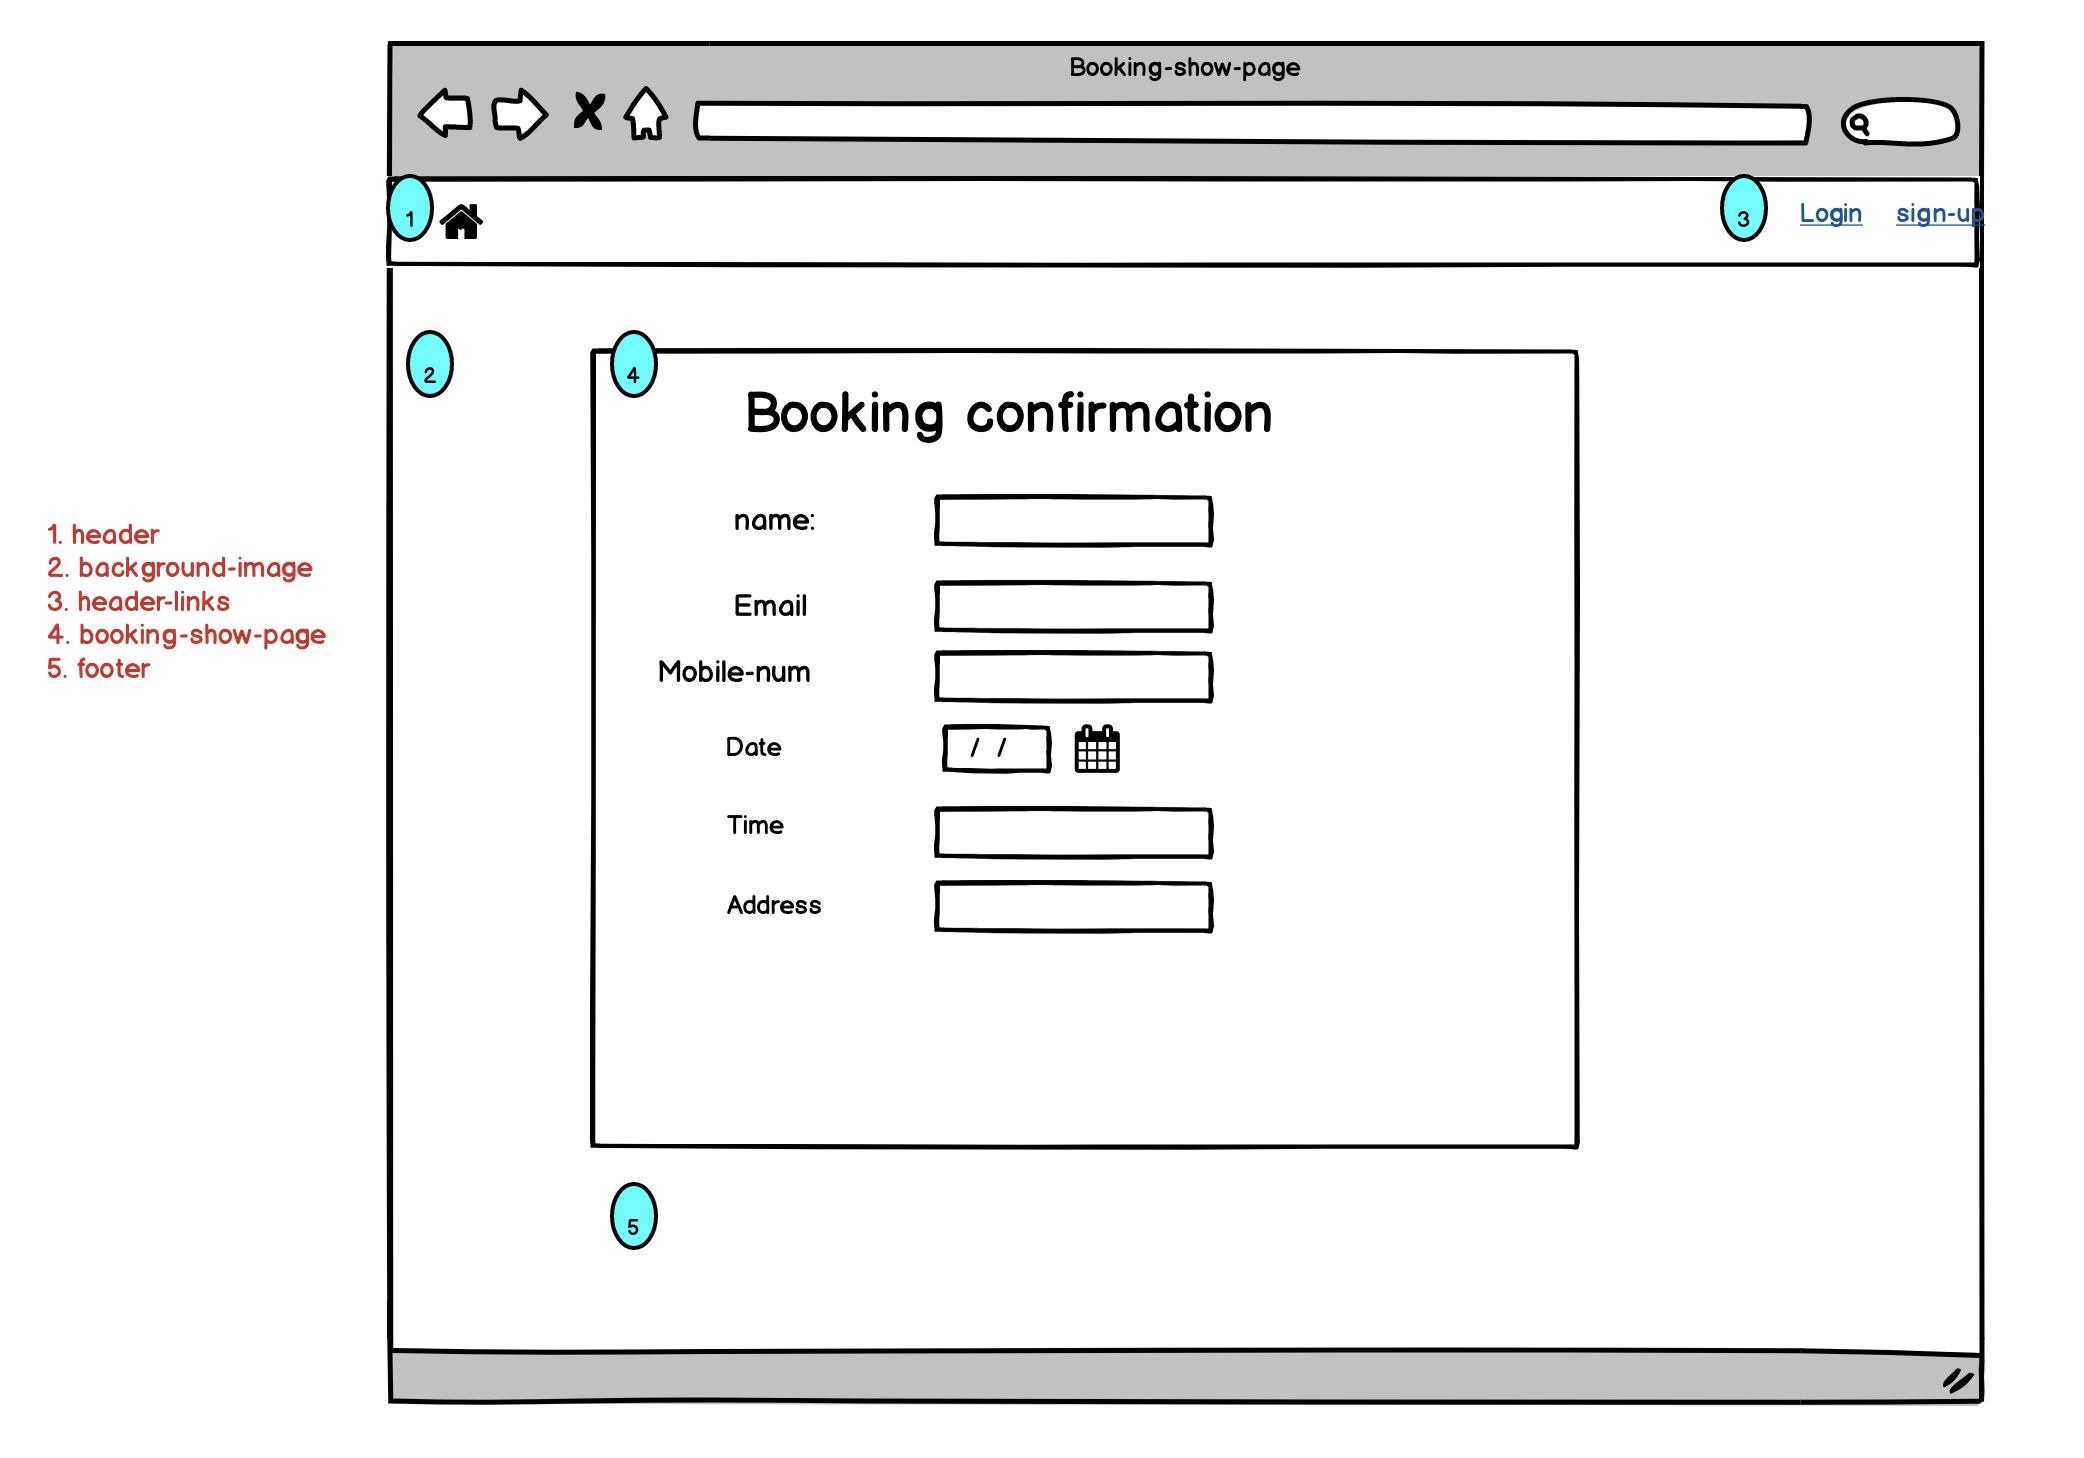 Booking-show-page
1
3
Login
sign-up
2
4
Booking confirmation
name:
1. header
2. background-image
3. header-links
4. booking-show-page
5. footer
Email
Mobile-num
Date
/ /
Time
Address
5